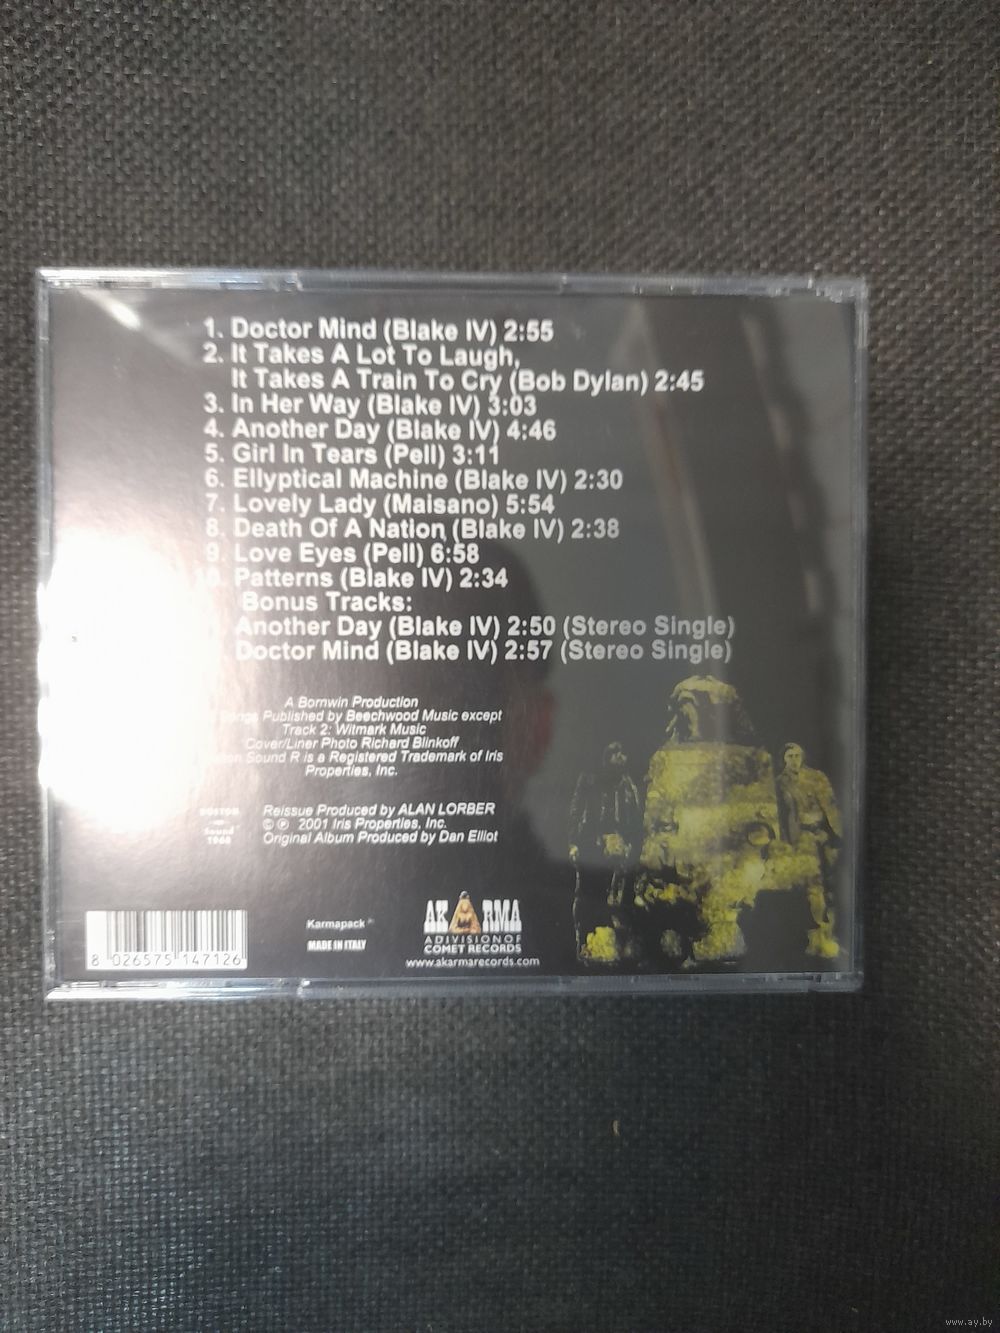 1. Doctor Mind (Blake IV) 2:55
2. It Takes A Lot To Laugh,
It Takes A Train To Cry (Bob Dylan) 2:45
3. In Her Way (Blake IV) 3:03
4. Another Day (Blake IV) 4:46
5. Girl In Tears (Pell) 3:11
6. Ellyptical Machine (Blake IV) 2:30
7. Lovely Lady (Maisano) 5:54
8. Death Of A Nation (Blake IV) 2:38
9. Love Eyes (Pell) 6:58
Patterns (Blake IV) 2:34
Bonus Tracks:
Another Day (Blake IV) 2:50 (Stereo Single)
Doctor Mind (Blake IV) 2:57 (Stereo Single)
A Bornwin Production
Songs Published by Beechwood Music except
Track 2: Witmark Music
Cover/Liner Photo Richard Blinkoff
Sound R is a Registered Trademark of Iris
Properties, Inc.
BOSTON
Sound
1968
Reissue Produced by ALAN LORBER
© ℗ 2001 Iris Properties, Inc.
Original Album Produced by Dan Elliot
8 026575 147126
Karmapack
MADE IN ITALY
AKARMA
A DIVISION OF
COMET RECORDS
www.akarmarecords.com
www.ay.by